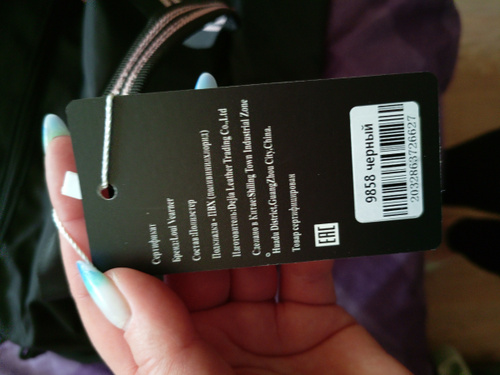 Сертификат
Бренд:Loui Vearner
Состав:Полиэстер
Подкладка - ПВХ (поливинилхлорид)
Изготовитель:Dejia Leather Trading Co.,Ltd
Сделано в Китае:Shiling Town Industrial Zone
Huadu District,GuangZhou City,China.
Товар сертифицирован
EAC
9858 черный
2032863726627